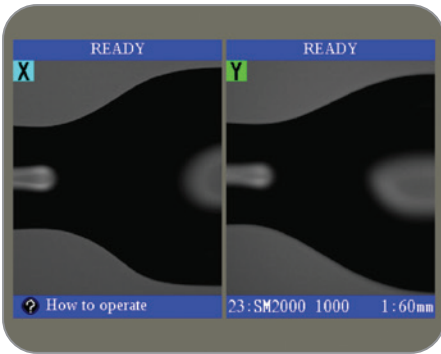 READY
READY
X
Y
? How to operate
23:SM2000 1000 1:60mm